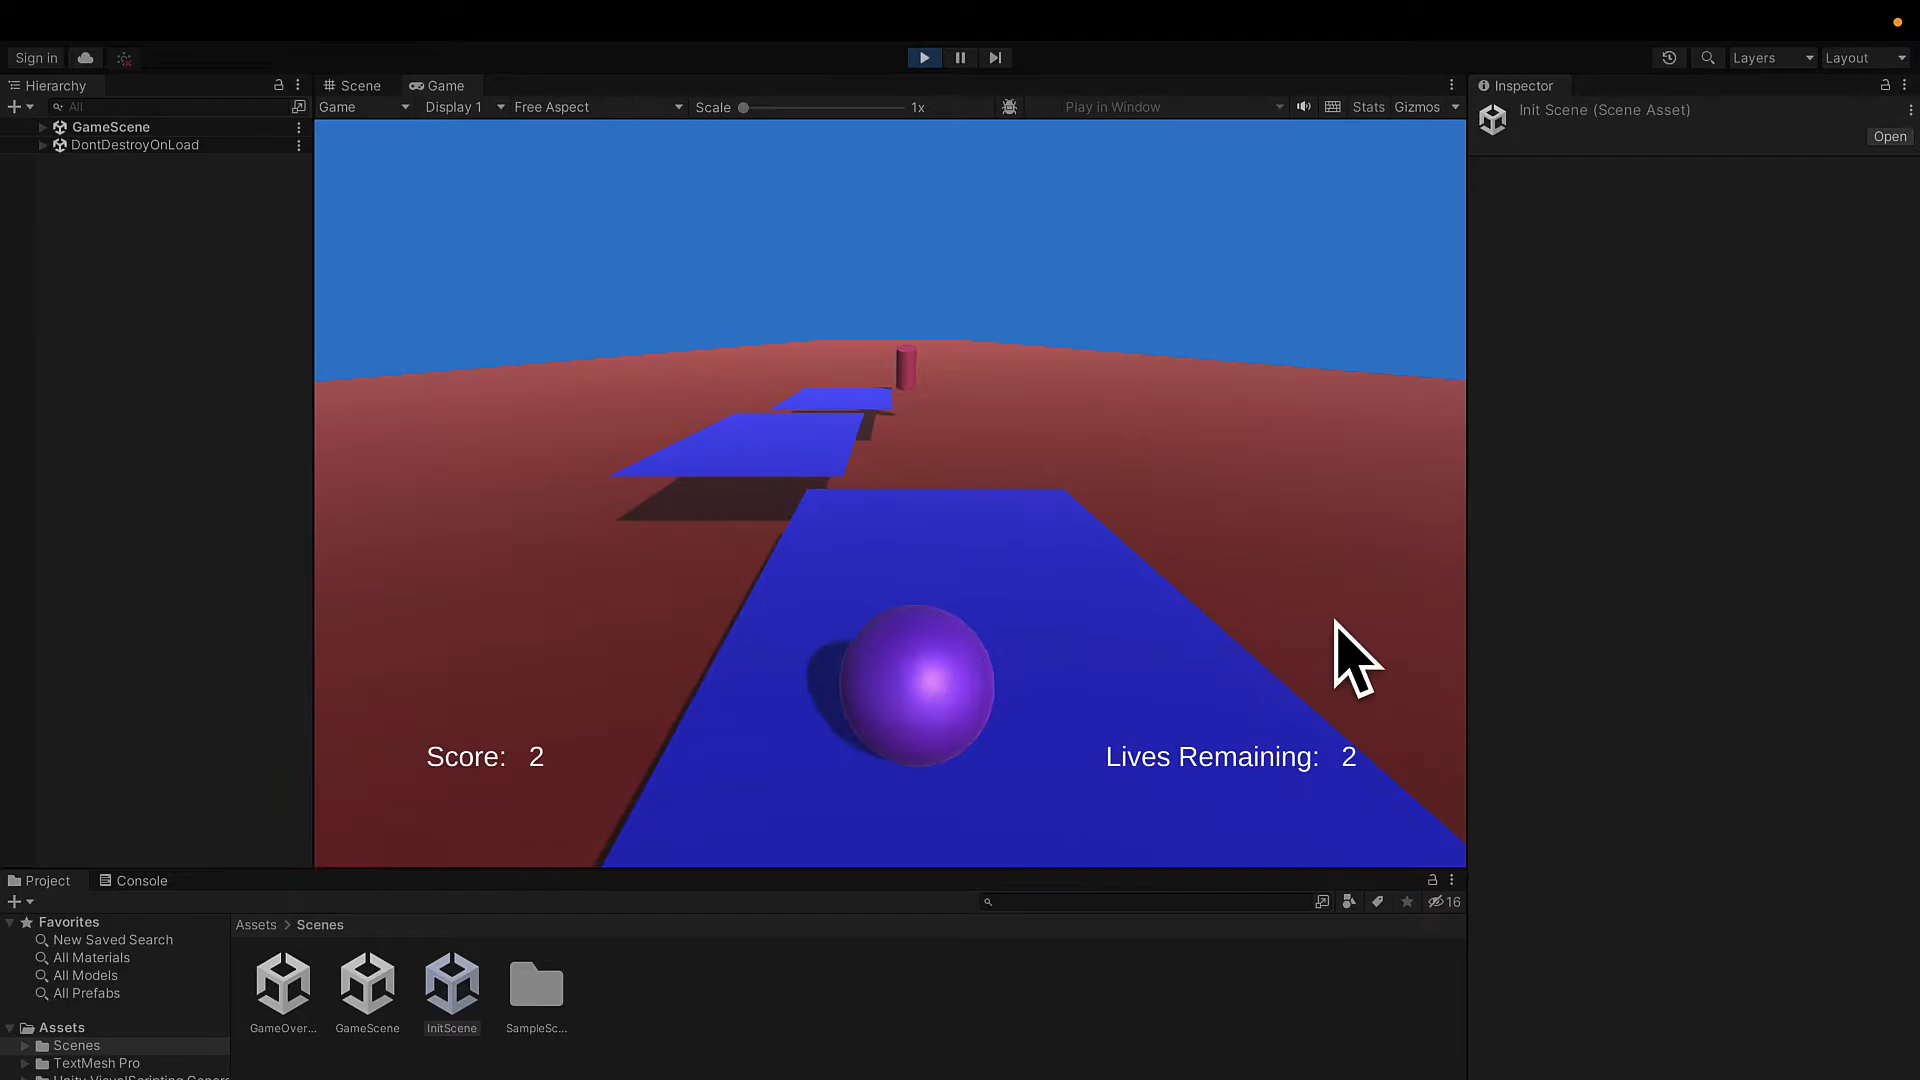 Sign in
Layers
Layout
Hierarchy
Scene
Game
Inspector
All
Game
Display 1
Free Aspect
Scale
1x
Play in Window
Stats
Gizmos
Init Scene (Scene Asset)
Open
GameScene
DontDestroyOnLoad
Score: 2
Lives Remaining: 2
Project
Console
16
Favorites
Assets > Scenes
New Saved Search
All Materials
All Models
All Prefabs
GameOver...
GameScene
InitScene
SampleSc...
Assets
Scenes
TextMesh Pro